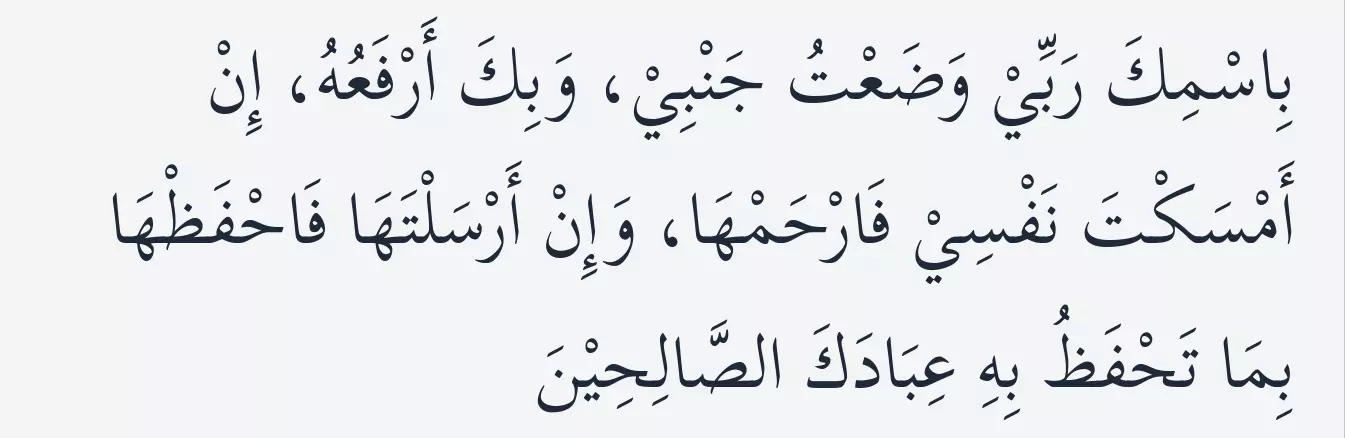 بِاسْمِكَ رَبِّيْ وَضَعْتُ جَنْبِيْ، وَبِكَ أَرْفَعُهُ، إِنْ
أَمْسَكْتَ نَفْسِيْ فَارْحَمْهَا، وَإِنْ أَرْسَلْتَهَا فَاحْفَظْهَا
بِمَا تَحْفَظُ بِهِ عِبَادَكَ الصَّالِحِيْنَ